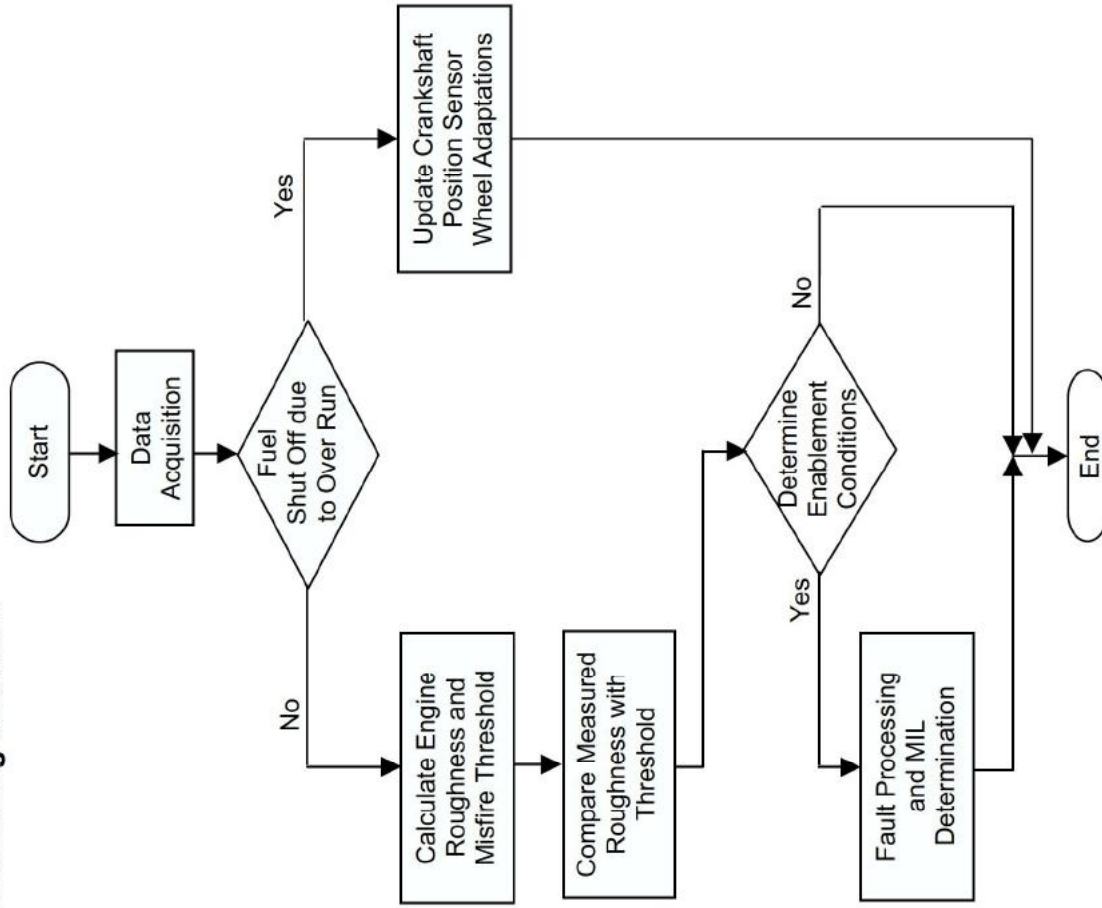 Start
Data
Acquisition
Fuel
Shut Off due
to Over Run
Yes
No
Update Crankshaft
Position Sensor
Wheel Adaptations
Calculate Engine
Roughness and
Misfire Threshold
Compare Measured
Roughness with
Threshold
Determine
Enablement
Conditions
No
Yes
Fault Processing
and MIL
Determination
End